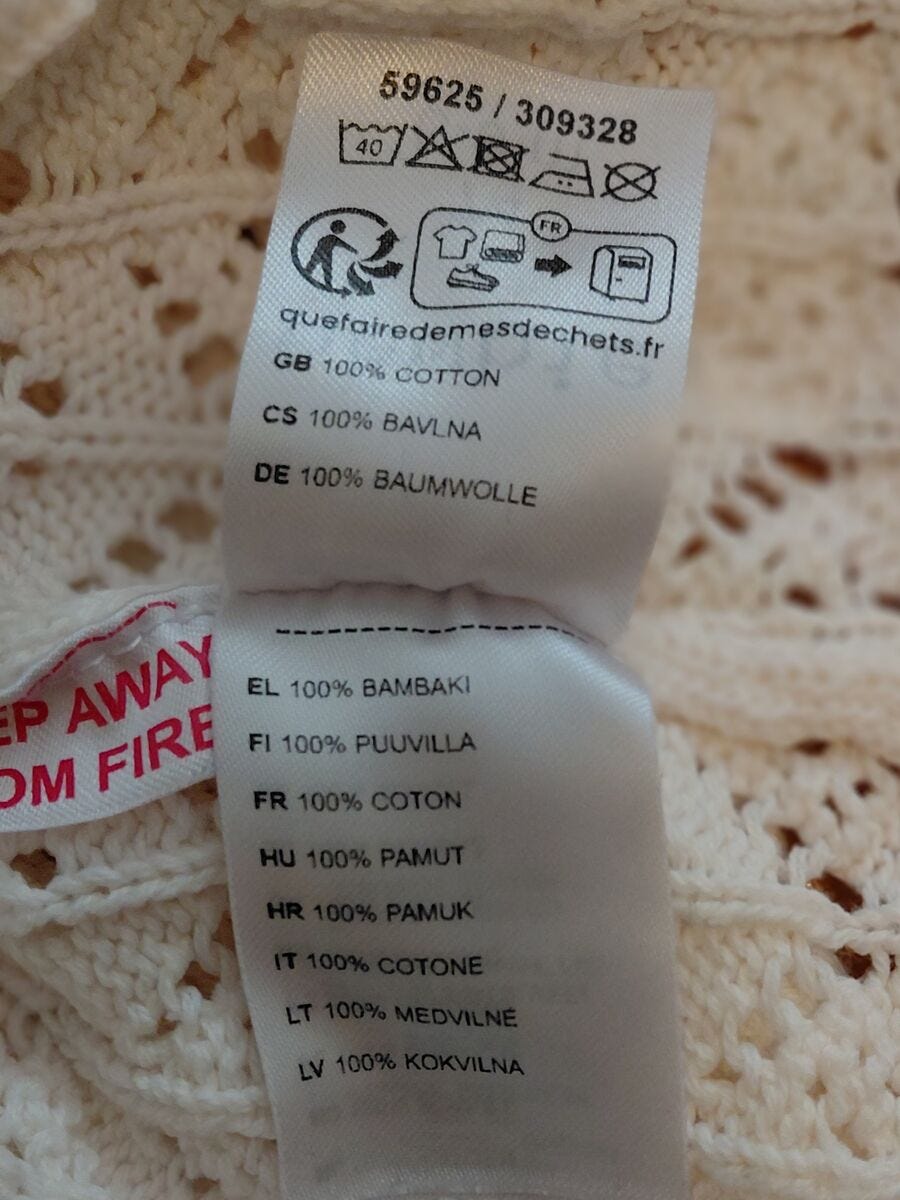 59625 / 309328
40
FR
quefairedemesdechets.fr
GB 100% COTTON
CS 100% BAVLNA
DE 100% BAUMWOLLE
EL 100% BAMBAKI
FI 100% PUUVILLA
FR 100% COTON
HU 100% PAMUT
HR 100% PAMUK
IT 100% COTONE
LT 100% MEDVILNĖ
LV 100% KOKVILNA
EP AWAY
OM FIRE